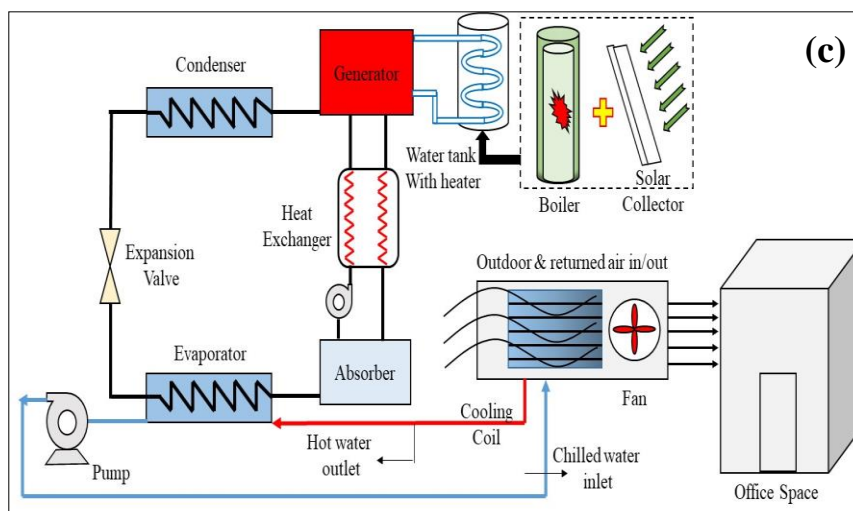 (c)
Condenser
Generator
Water tank
With heater
Boiler
Solar
Collector
Heat
Exchanger
Expansion
Valve
Outdoor & returned air in/out
Evaporator
Absorber
Fan
Cooling
Coil
Pump
Hot water
outlet
Chilled water
inlet
Office Space